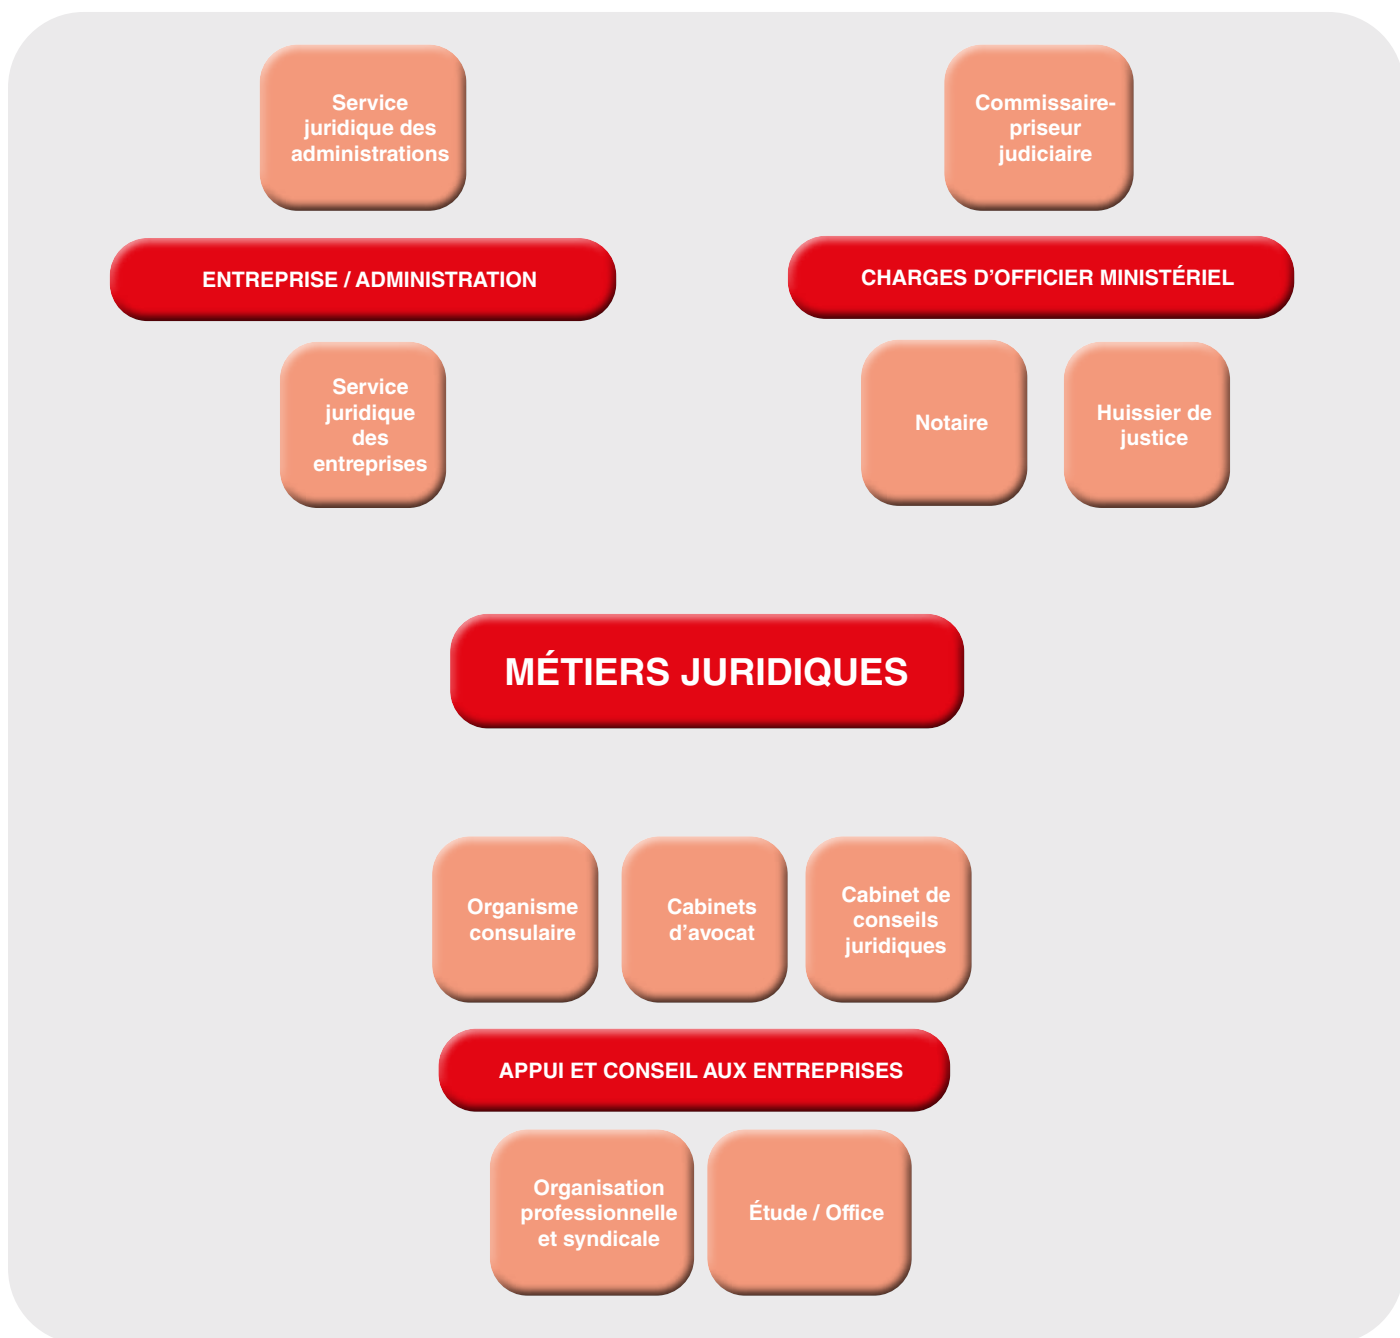 Service
juridique des
administrations
ENTREPRISE / ADMINISTRATION
Service
juridique
des
entreprises
Commissaire-
priseur
judiciaire
CHARGES D’OFFICIER MINISTÉRIEL
Notaire
Huissier de
justice
MÉTIERS JURIDIQUES
Organisme
consulaire
Cabinets
d’avocat
Cabinet de
conseils
juridiques
APPUI ET CONSEIL AUX ENTREPRISES
Organisation
professionnelle
et syndicale
Étude / Office